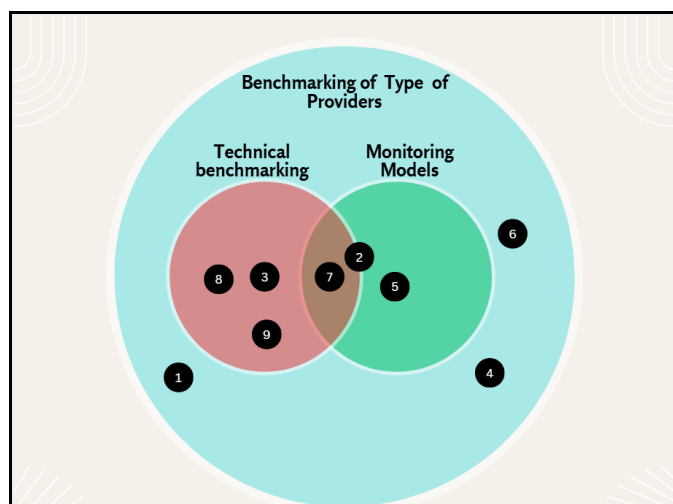 Benchmarking of Type of
Providers
Technical
benchmarking
Monitoring
Models
6
2
8
3
7
5
9
1
4